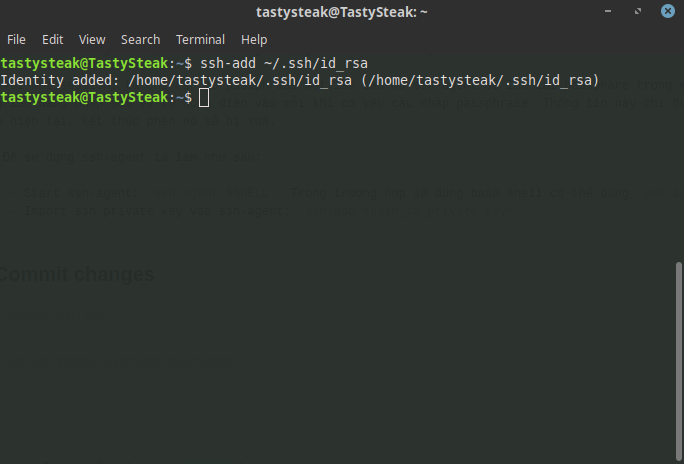 tastysteak@TastySteak: ~
File Edit View Search Terminal Help
tastysteak@TastySteak:~$ ssh-add ~/.ssh/id_rsa
Identity added: /home/tastysteak/.ssh/id_rsa (/home/tastysteak/.ssh/id_rsa)
tastysteak@TastySteak:~$
Commit changes